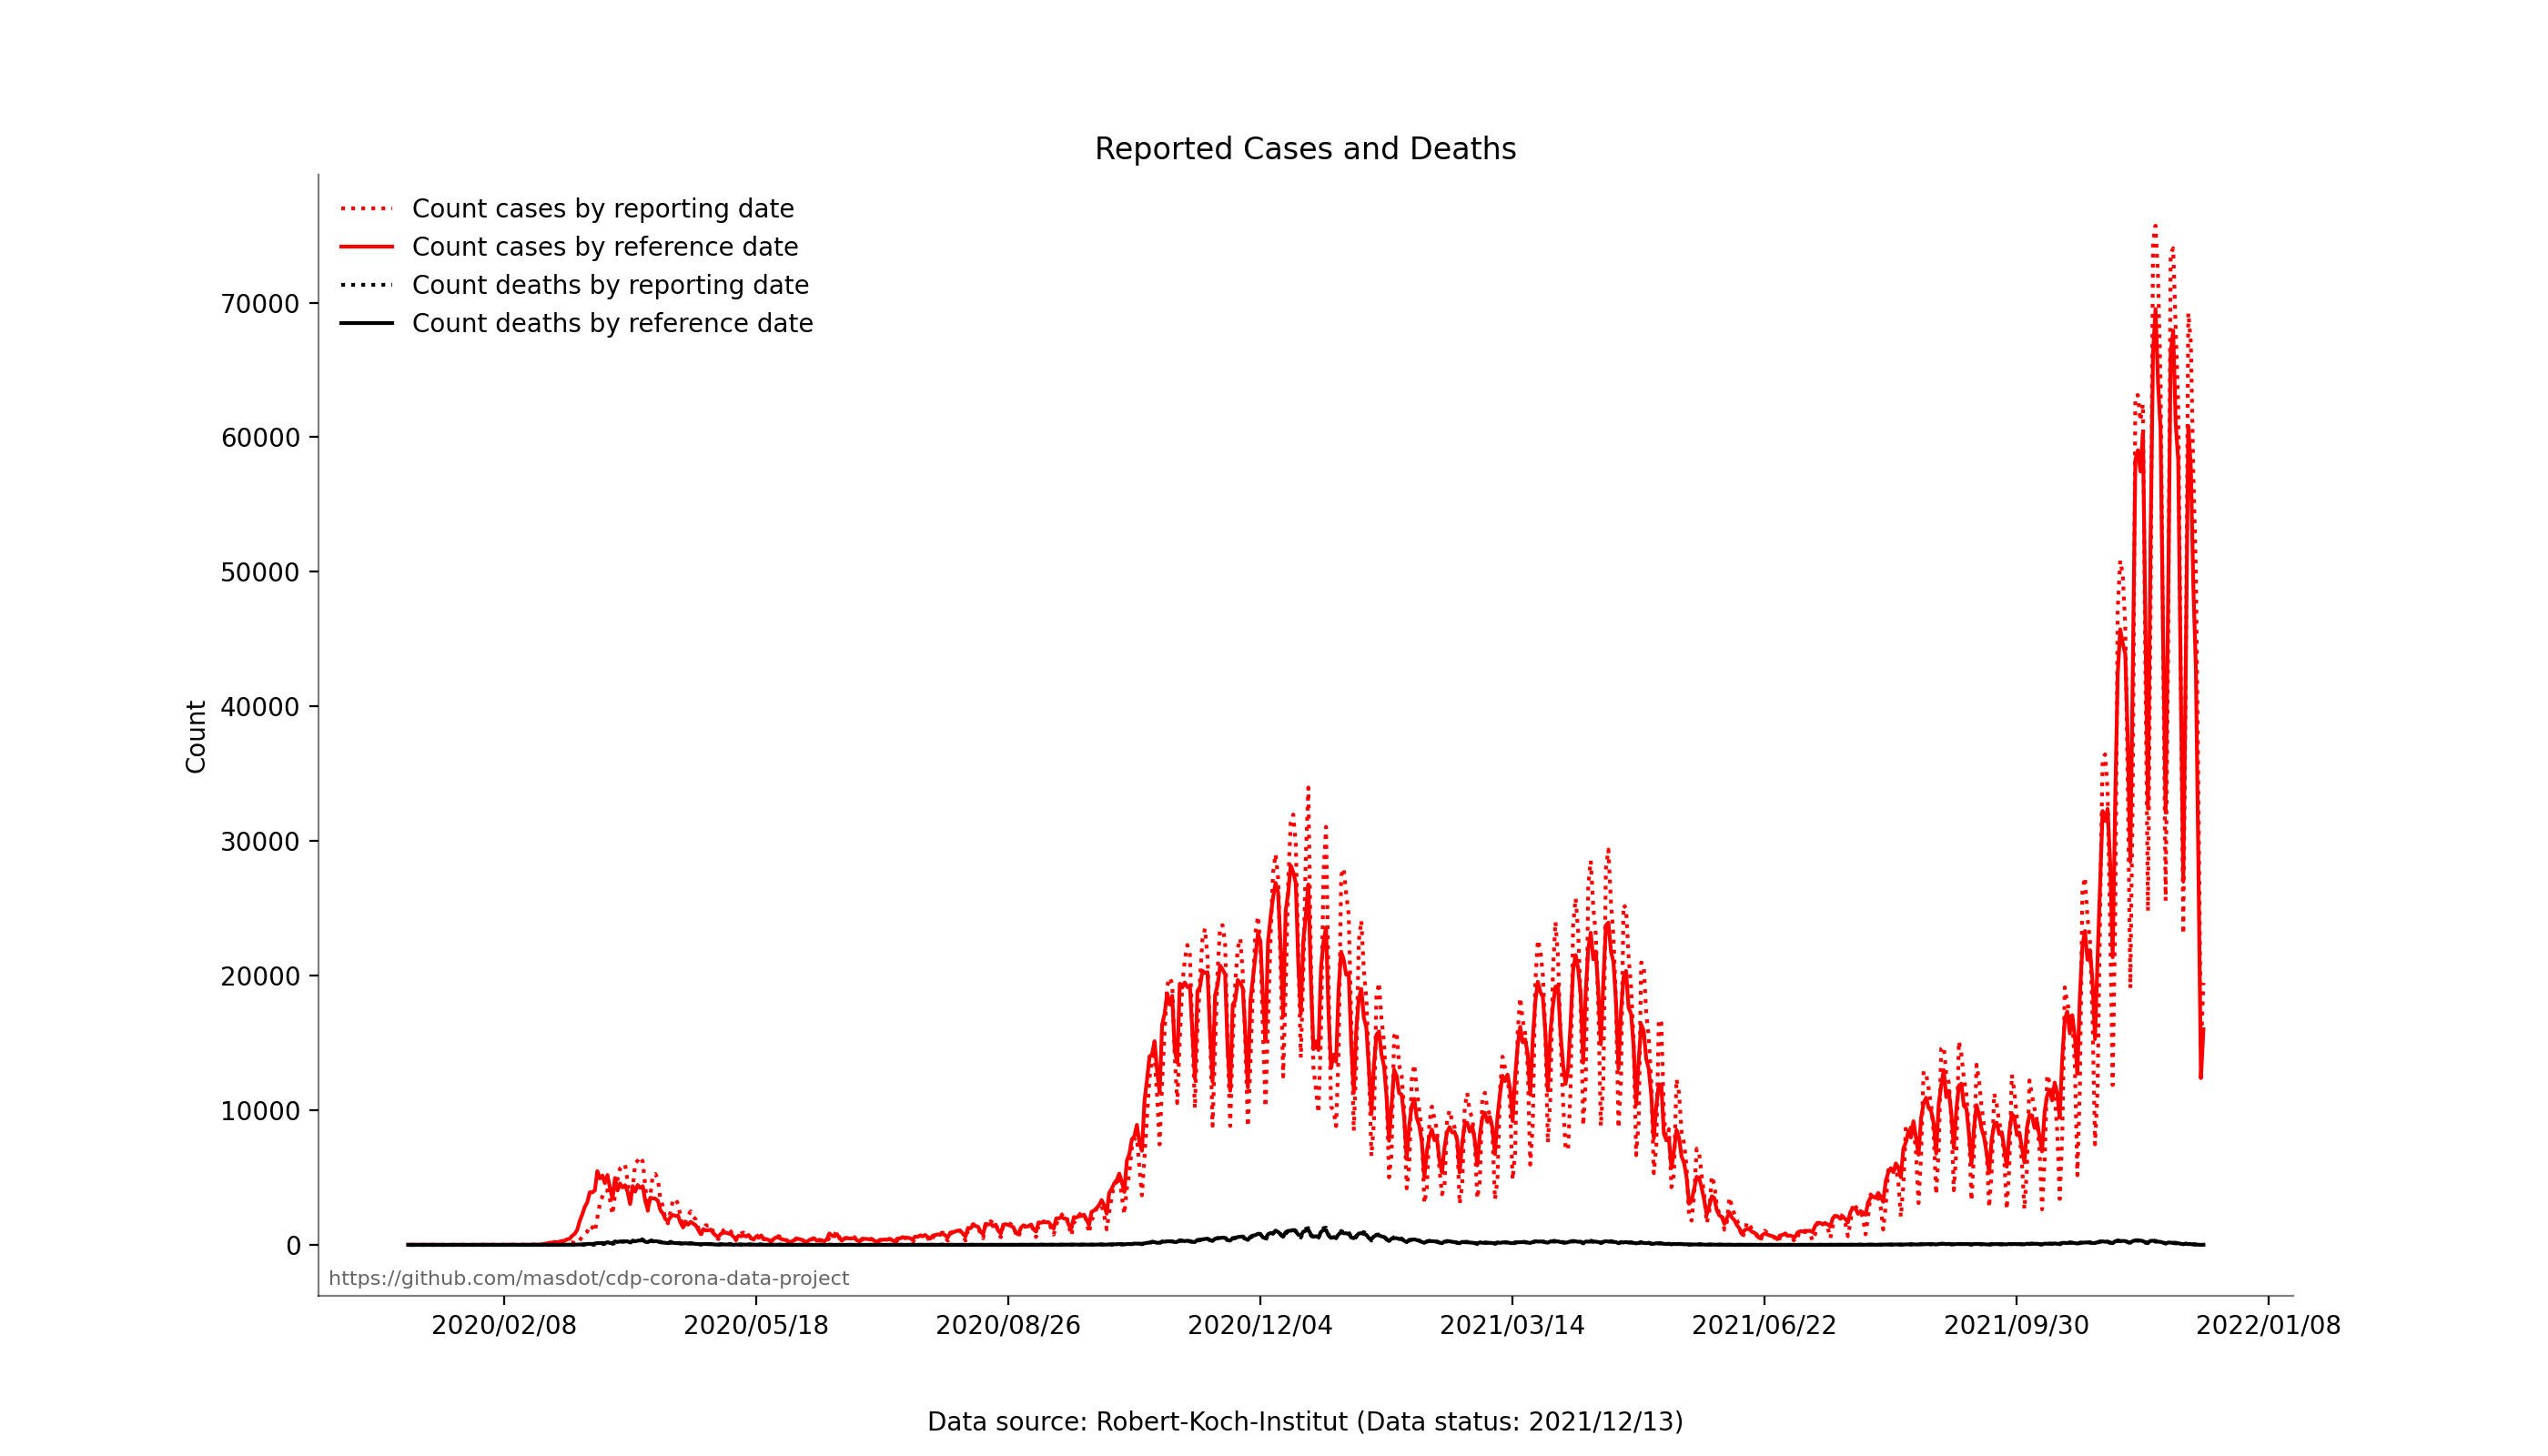 Reported Cases and Deaths
Count cases by reporting date
Count cases by reference date
Count deaths by reporting date
Count deaths by reference date
70000
60000
50000
40000
30000
20000
10000
0
Count
https://github.com/masdot/cdp-corona-data-project
2020/02/08 2020/05/18 2020/08/26 2020/12/04 2021/03/14 2021/06/22 2021/09/30 2022/01/08
Data source: Robert-Koch-Institut (Data status: 2021/12/13)